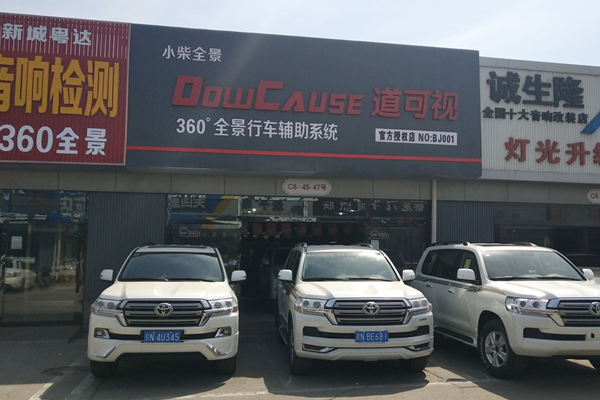 新城粤达
音响检测
360全景
小柴全景
DOWCAUSE 道可视
360°全景行车辅助系统
官方授权店 NO:BJ001
C8-45-47号
诚生隆
全国十大音响改装店
灯光升级